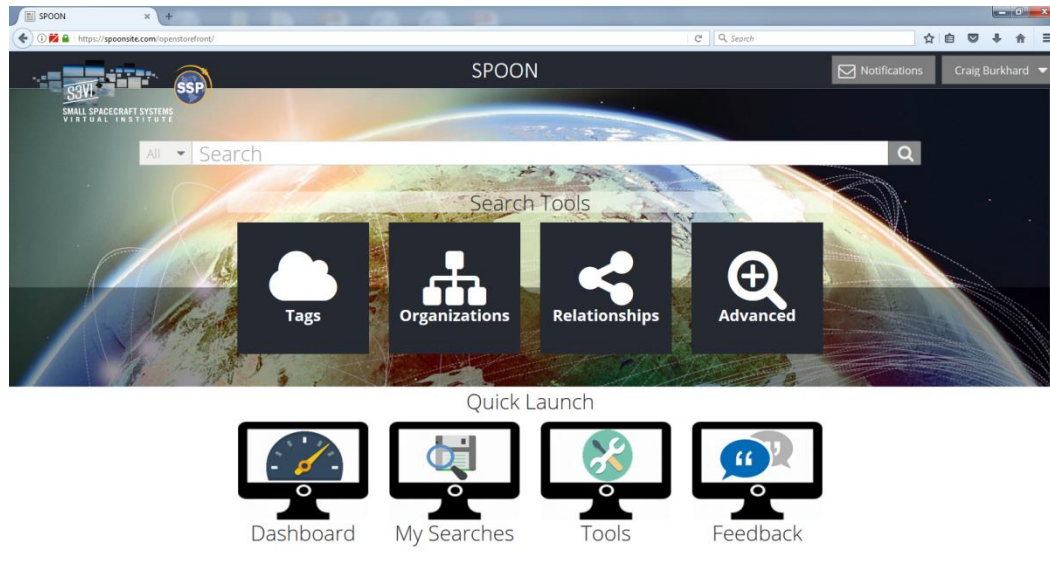 SPOON
https://spoonsite.com/openstorefront/
Search
SPOON
Notifications
Craig Burkhard
S3VI
SMALL SPACECRAFT SYSTEMS
VIRTUAL INSTITUTE
SSP
All
Search
Search Tools
Tags
Organizations
Relationships
Advanced
Quick Launch
Dashboard
My Searches
Tools
Feedback